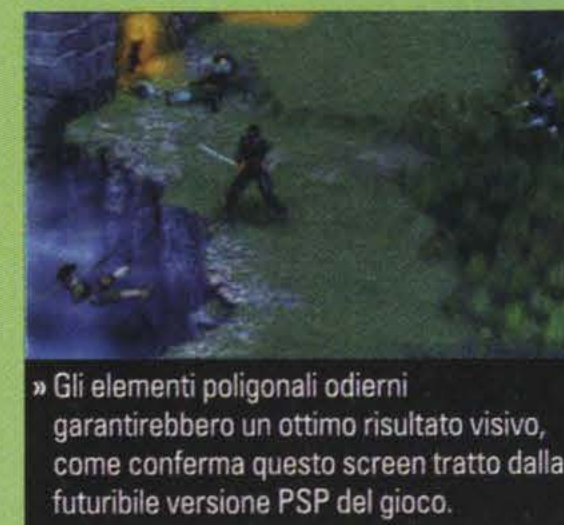 » Gli elementi poligonali odierni
garantirebbero un ottimo risultato visivo,
come conferma questo screen tratto dalla
futuribile versione PSP del gioco.